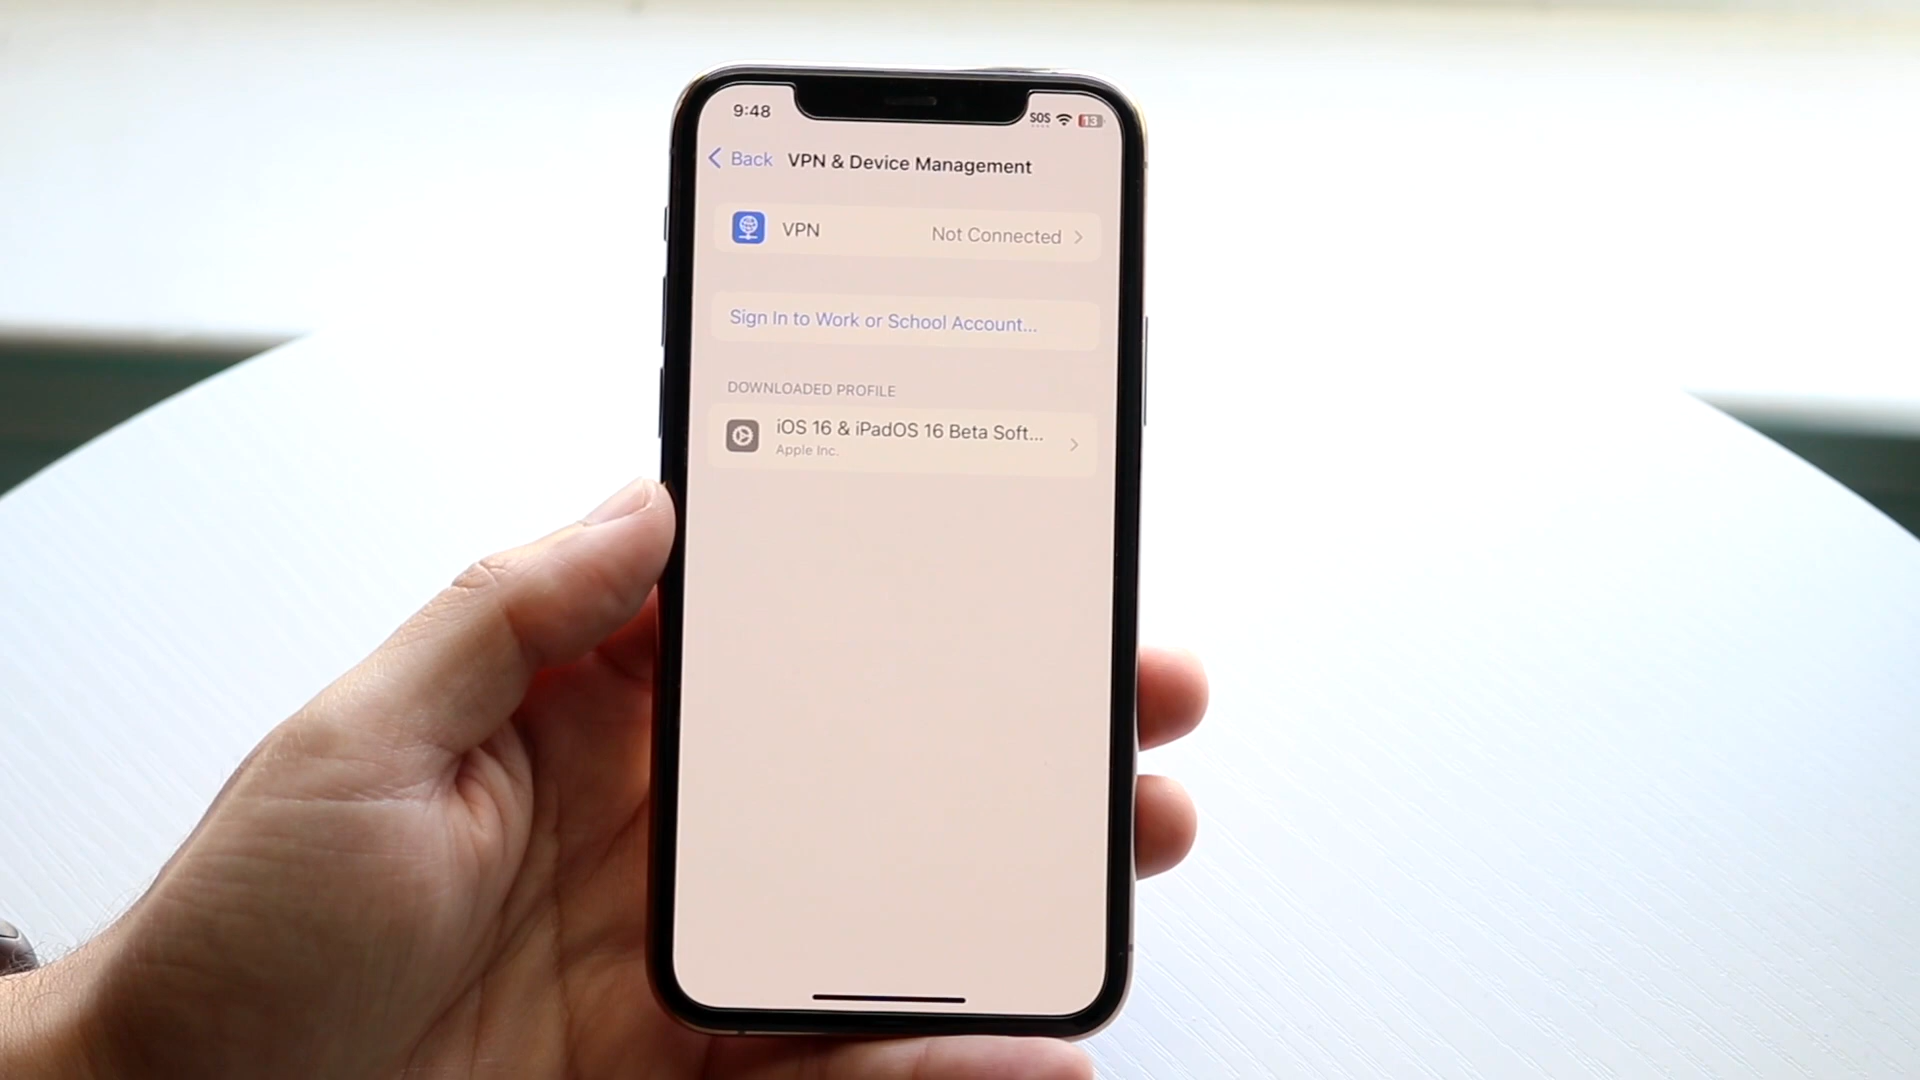 9:48
SOS
13
Back
VPN & Device Management
VPN
Not Connected
Sign In to Work or School Account...
DOWNLOADED PROFILE
iOS 16 & iPadOS 16 Beta Soft...
Apple Inc.